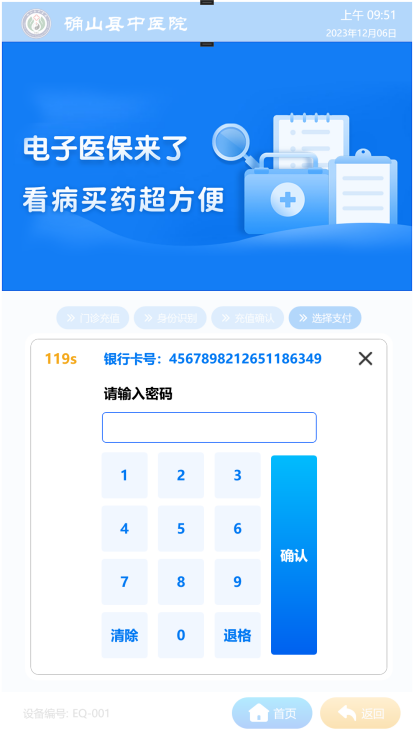 确山县中医院
上午 09:51
2023年12月06日
电子医保来了
看病买药超方便
门诊充值
身份识别
充值确认
选择支付
119s
银行卡号：4567898212651186349
请输入密码
1
2
3
4
5
6
确认
7
8
9
清除
0
退格
设备编号: EQ-001
首页
返回